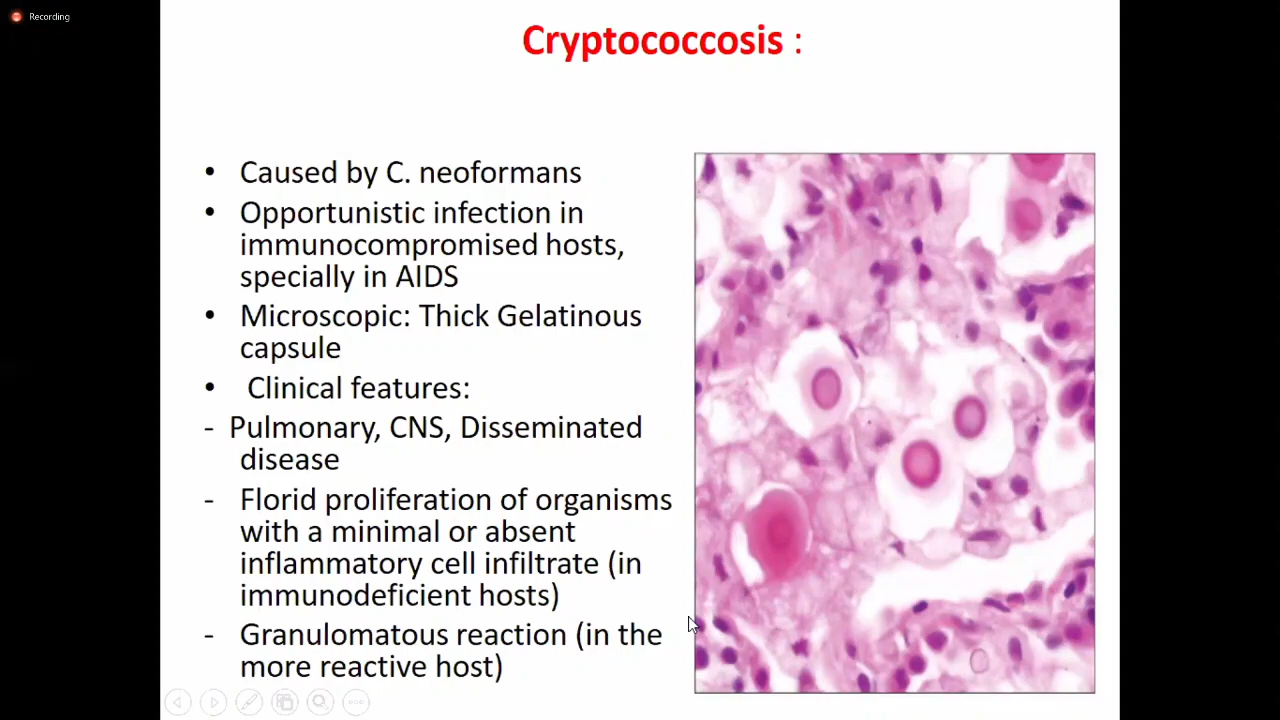 Recording
Cryptococcosis :
• Caused by C. neoformans
• Opportunistic infection in
immunocompromised hosts,
specially in AIDS
• Microscopic: Thick Gelatinous
capsule
• Clinical features:
- Pulmonary, CNS, Disseminated
disease
- Florid proliferation of organisms
with a minimal or absent
inflammatory cell infiltrate (in
immunodeficient hosts)
- Granulomatous reaction (in the
more reactive host)